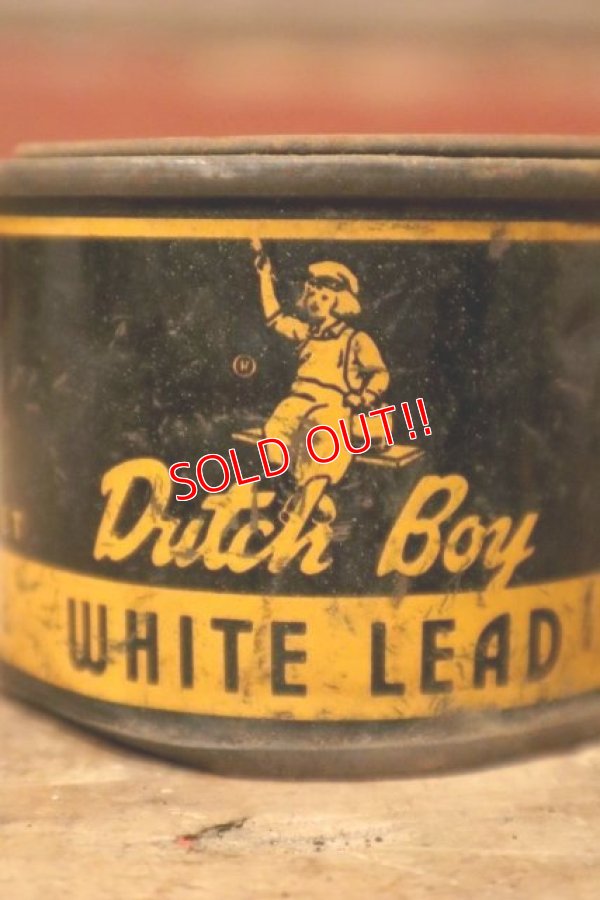 ®
SOLD OUT!!
Dutch Boy
WHITE LEAD